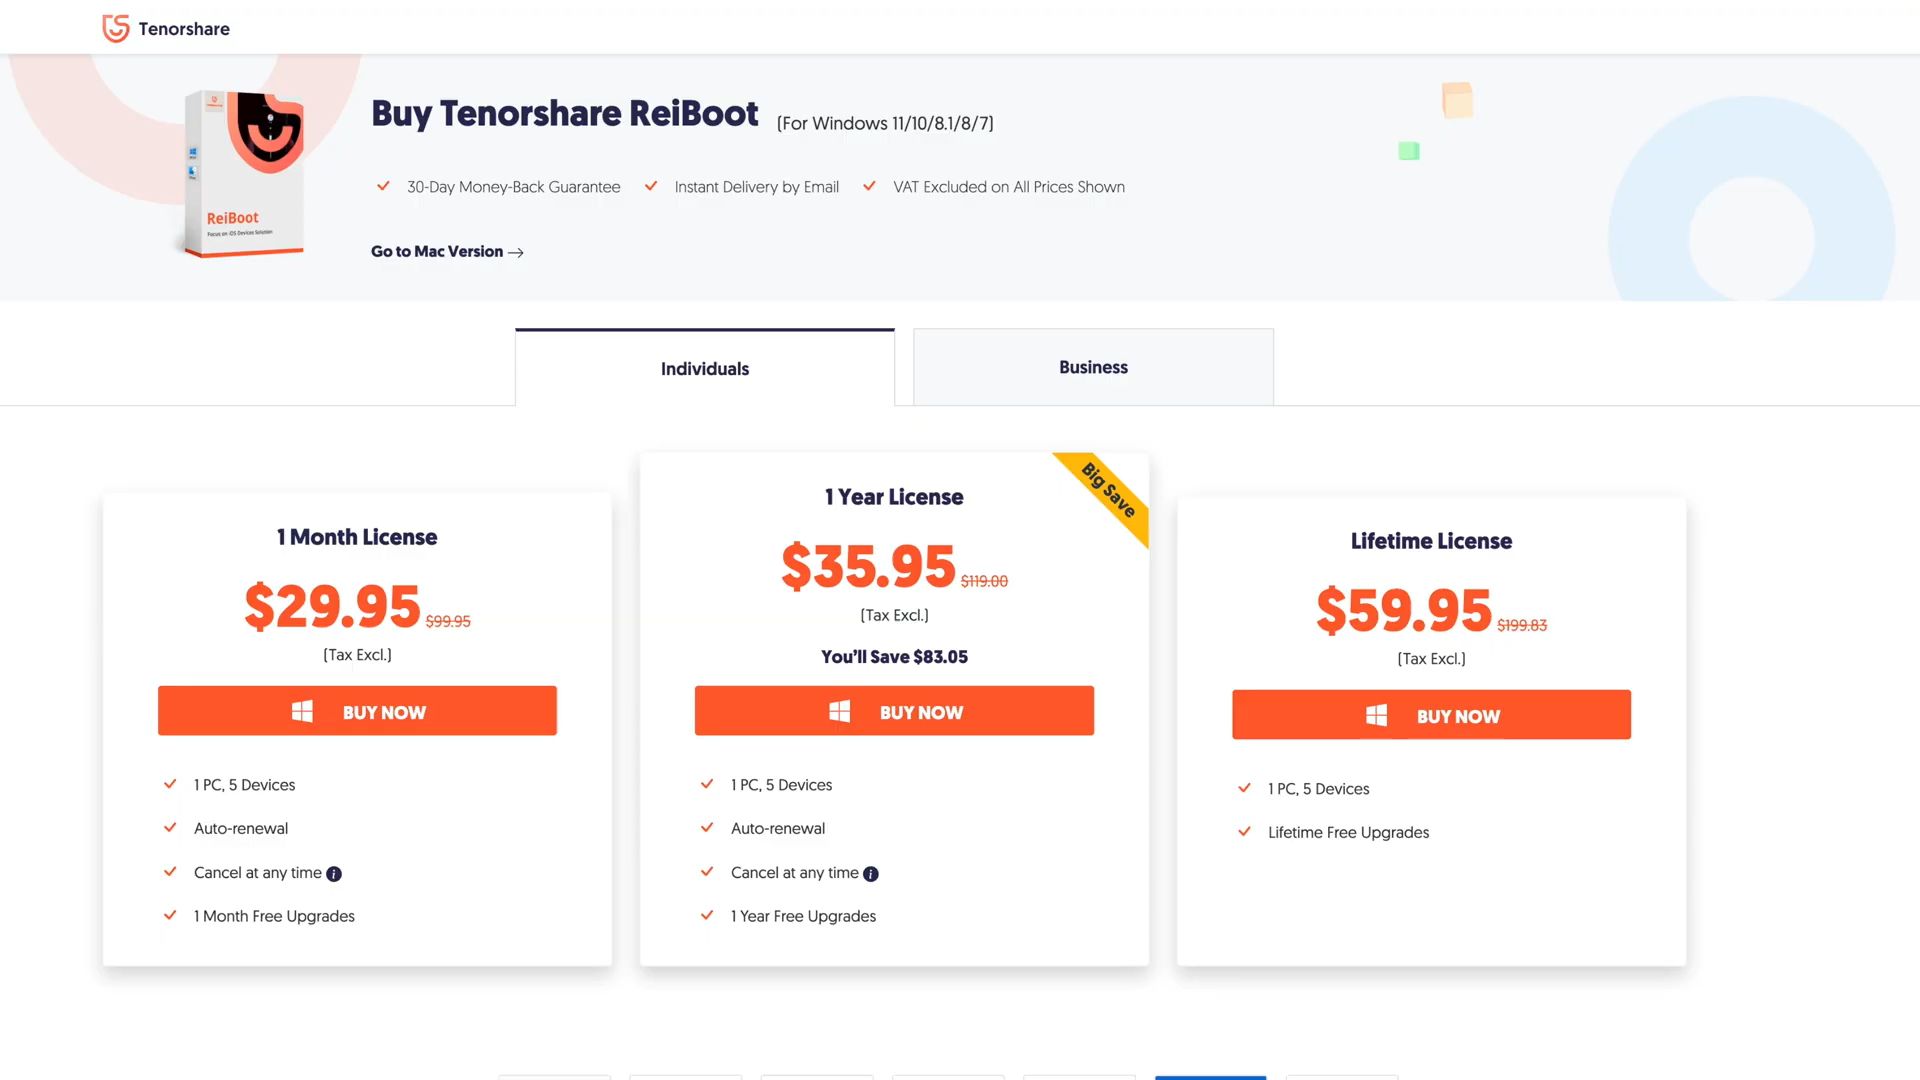 Tenorshare
Buy Tenorshare ReiBoot (For Windows 11/10/8.1/8/7)
30-Day Money-Back Guarantee Instant Delivery by Email VAT Excluded on All Prices Shown
ReiBoot
Focus on iOS Devices Solution
Go to Mac Version
Individuals
Business
1 Month License
$29.95 $99.95
(Tax Excl.)
BUY NOW
1 PC, 5 Devices
Auto-renewal
Cancel at any time i
1 Month Free Upgrades
Big Save
1 Year License
$35.95 $119.00
(Tax Excl.)
You'll Save $83.05
BUY NOW
1 PC, 5 Devices
Auto-renewal
Cancel at any time i
1 Year Free Upgrades
Lifetime License
$59.95 $199.83
(Tax Excl.)
BUY NOW
1 PC, 5 Devices
Lifetime Free Upgrades